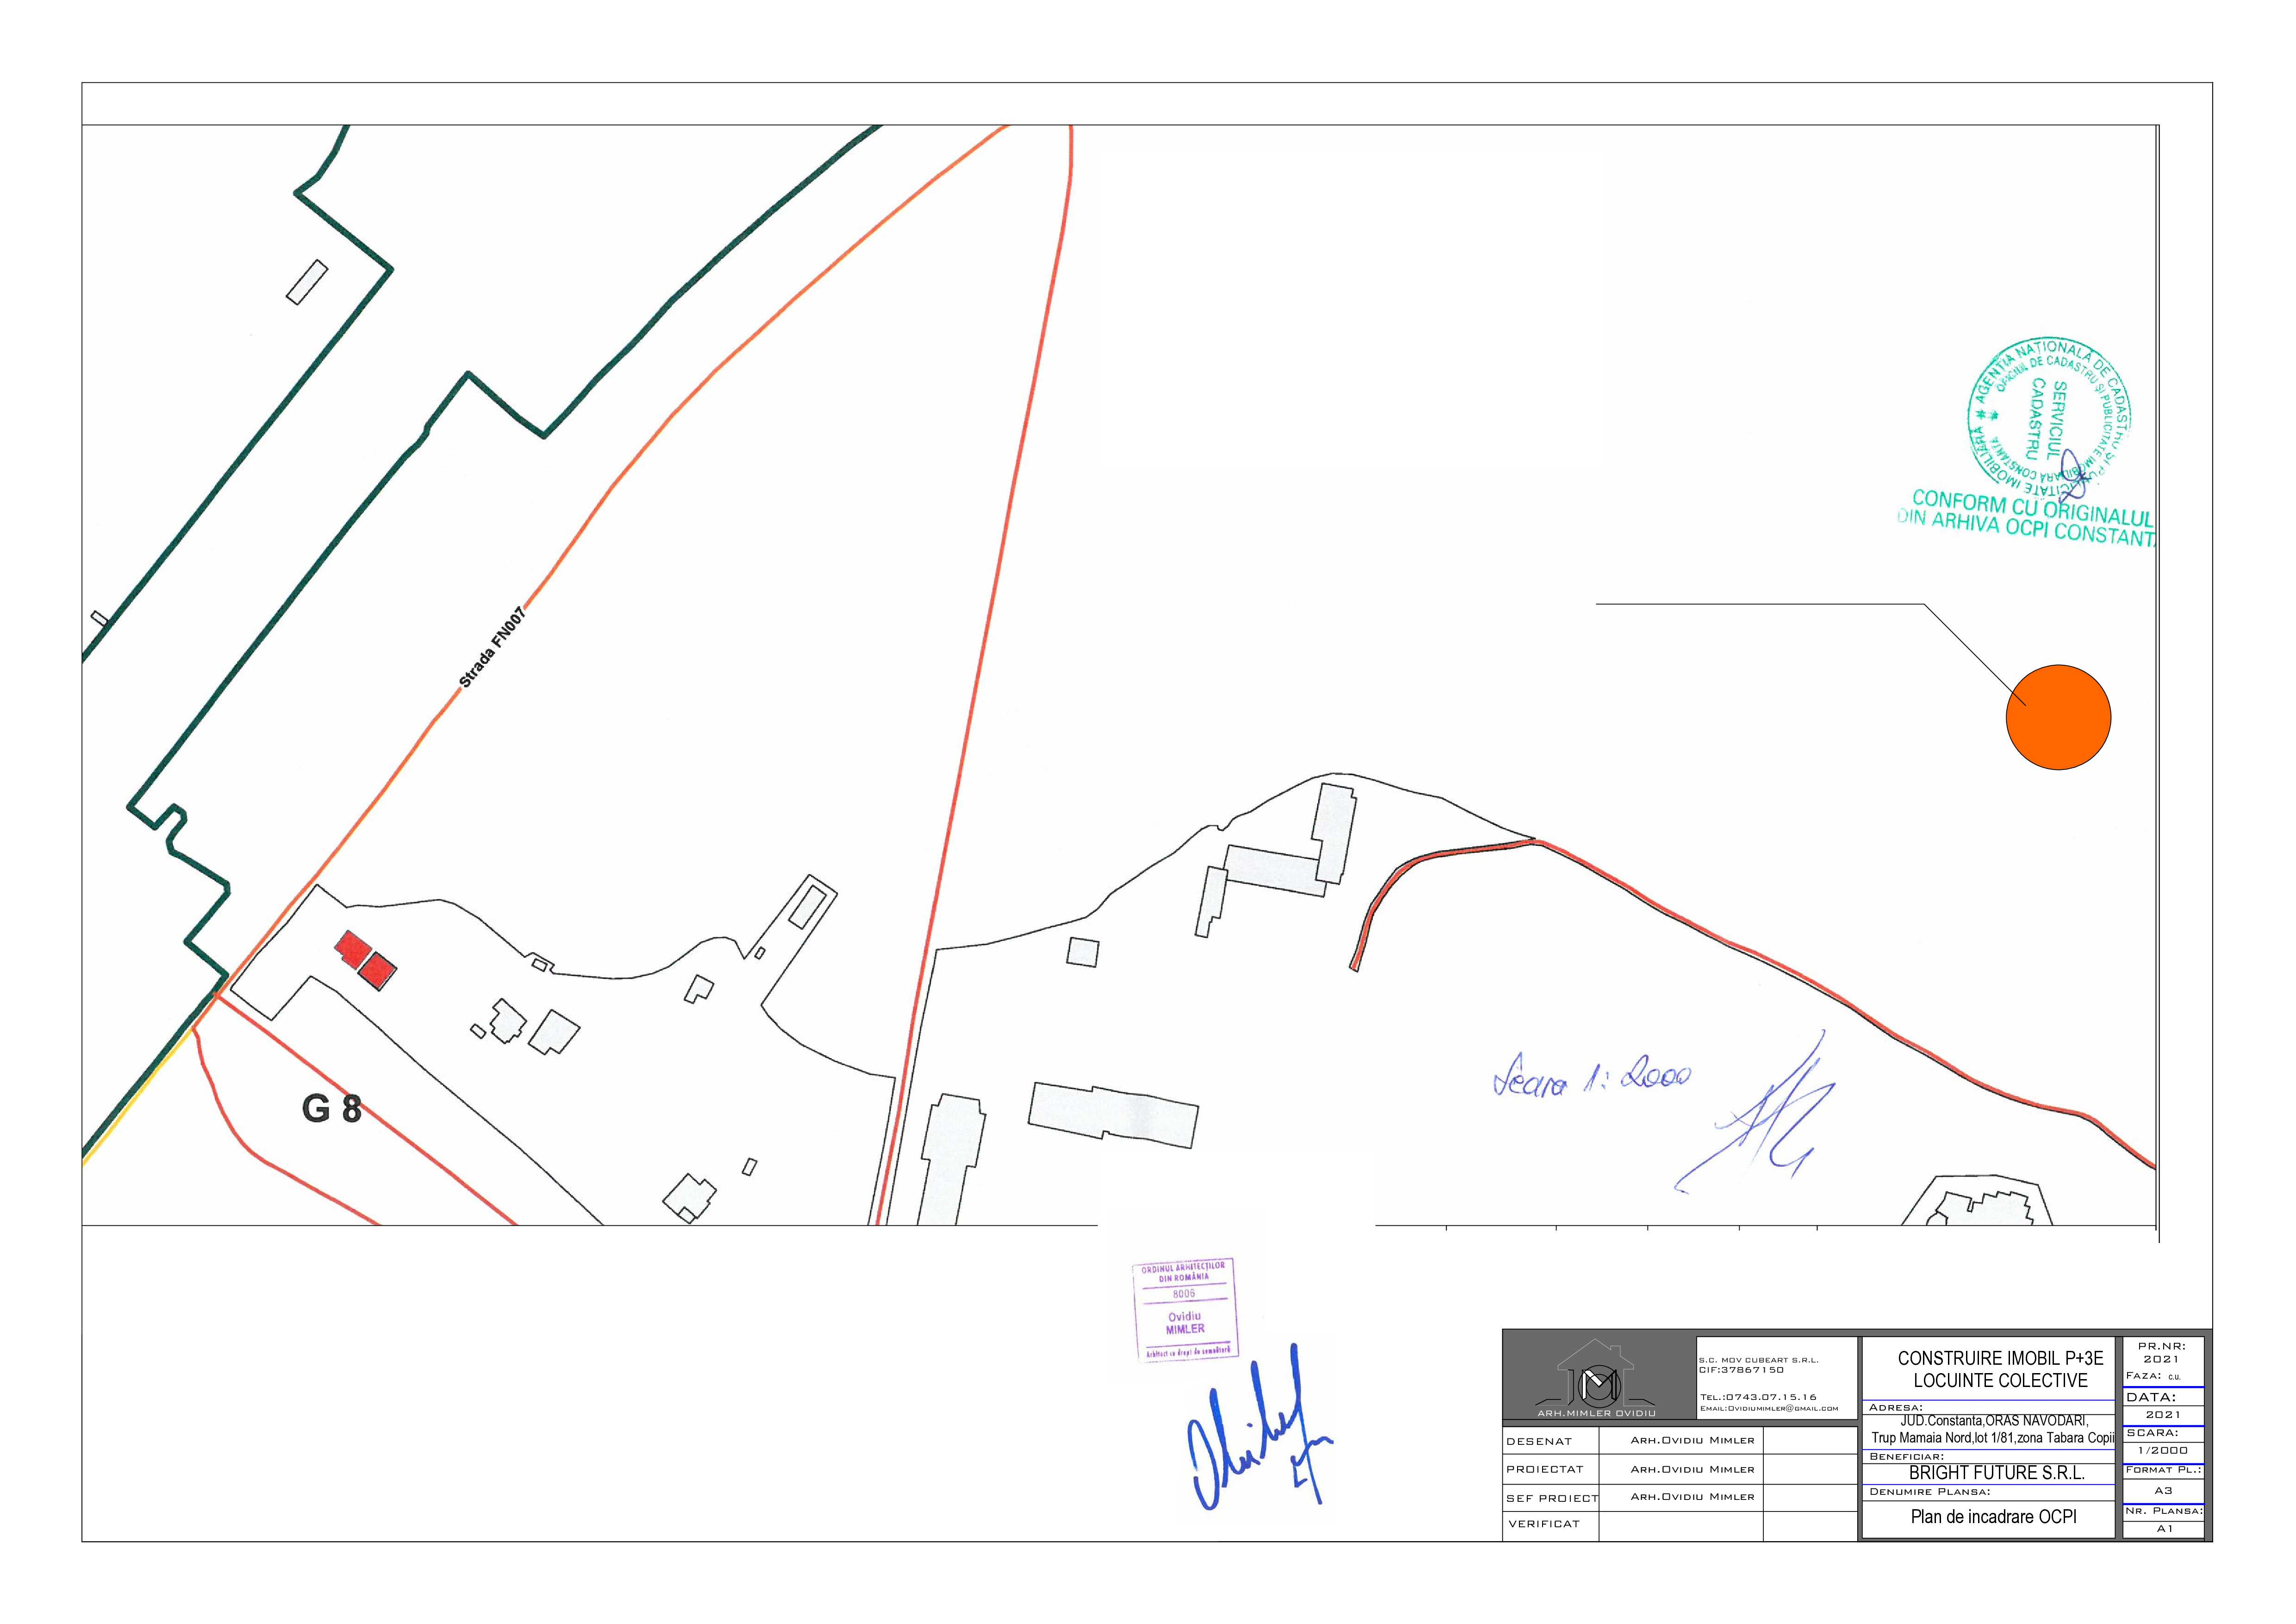 AGENTIA NATIONALA DE CADASTRU SI PUBLICITATE IMOBILIARA
OFICIUL DE CADASTRU SI PUBLICITATE IMOBILIARA CONSTANTA
SERVICIUL
CADASTRU
CONFORM CU ORIGINALUL
DIN ARHIVA OCPI CONSTANT
Strada FN007
G 8
Scara 1: 2000
ORDINUL ARHITECȚILOR
DIN ROMÂNIA
8006
Ovidiu
MIMLER
Arhitect cu drept de semnătură
ARH.MIMLER OVIDIU
S.C. MOV CUBEART S.R.L.
CIF:37867150
TEL.:0743.07.15.16
EMAIL:OVIDIUMIMLER@GMAIL.COM
DESENAT ARH.OVIDIU MIMLER
PROIECTAT ARH.OVIDIU MIMLER
SEF PROIECT ARH.OVIDIU MIMLER
VERIFICAT
CONSTRUIRE IMOBIL P+3E
LOCUINTE COLECTIVE
ADRESA:
JUD.Constanta,ORAS NAVODARI,
Trup Mamaia Nord,lot 1/81,zona Tabara Copii
BENEFICIAR:
BRIGHT FUTURE S.R.L.
DENUMIRE PLANSA:
Plan de incadrare OCPI
PR.NR:
2021
FAZA: c.u.
DATA:
2021
SCARA:
1/2000
FORMAT PL.:
A3
NR. PLANSA:
A1